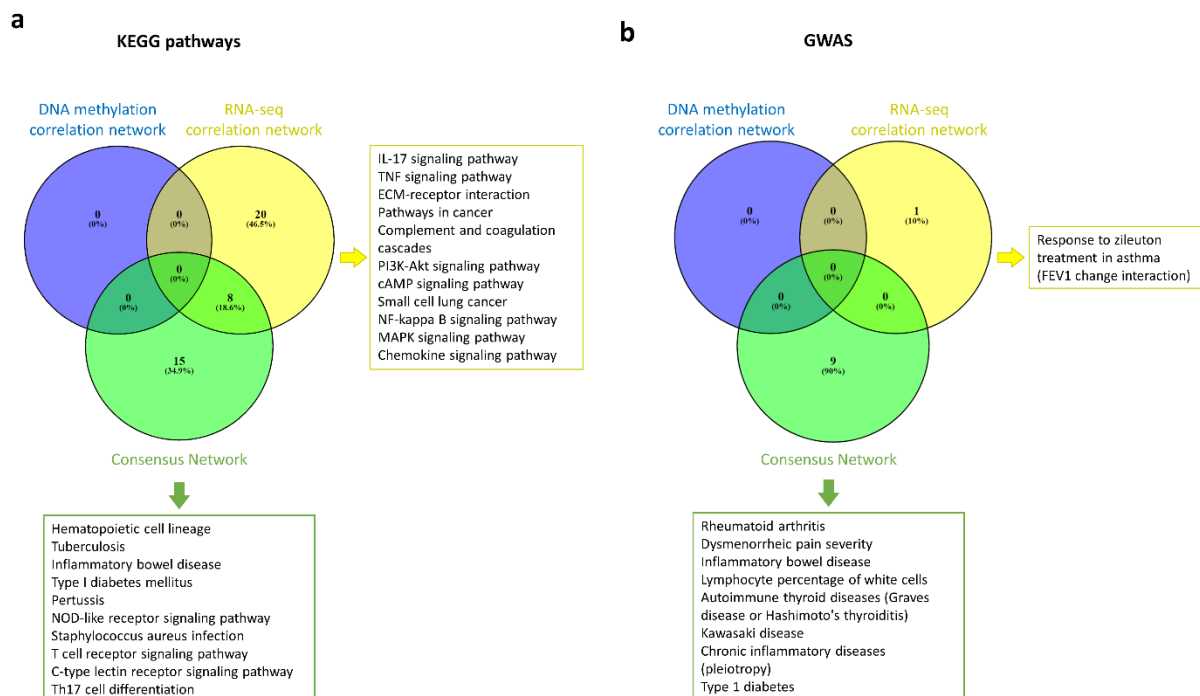 a
KEGG pathways
DNA methylation
correlation network
RNA-seq
correlation network
0
(0%)
0
(0%)
20
(46.5%)
0
(0%)
0
(0%)
8
(18.6%)
15
(34.9%)
Consensus Network
IL-17 signaling pathway
TNF signaling pathway
ECM-receptor interaction
Pathways in cancer
Complement and coagulation
cascades
PI3K-Akt signaling pathway
cAMP signaling pathway
Small cell lung cancer
NF-kappa B signaling pathway
MAPK signaling pathway
Chemokine signaling pathway
Hematopoietic cell lineage
Tuberculosis
Inflammatory bowel disease
Type I diabetes mellitus
Pertussis
NOD-like receptor signaling pathway
Staphylococcus aureus infection
T cell receptor signaling pathway
C-type lectin receptor signaling pathway
Th17 cell differentiation
b
GWAS
DNA methylation
correlation network
RNA-seq
correlation network
0
(0%)
0
(0%)
1
(10%)
0
(0%)
0
(0%)
0
(0%)
9
(90%)
Consensus Network
Response to zileuton
treatment in asthma
(FEV1 change interaction)
Rheumatoid arthritis
Dysmenorrheic pain severity
Inflammatory bowel disease
Lymphocyte percentage of white cells
Autoimmune thyroid diseases (Graves
disease or Hashimoto's thyroiditis)
Kawasaki disease
Chronic inflammatory diseases
(pleiotropy)
Type 1 diabetes